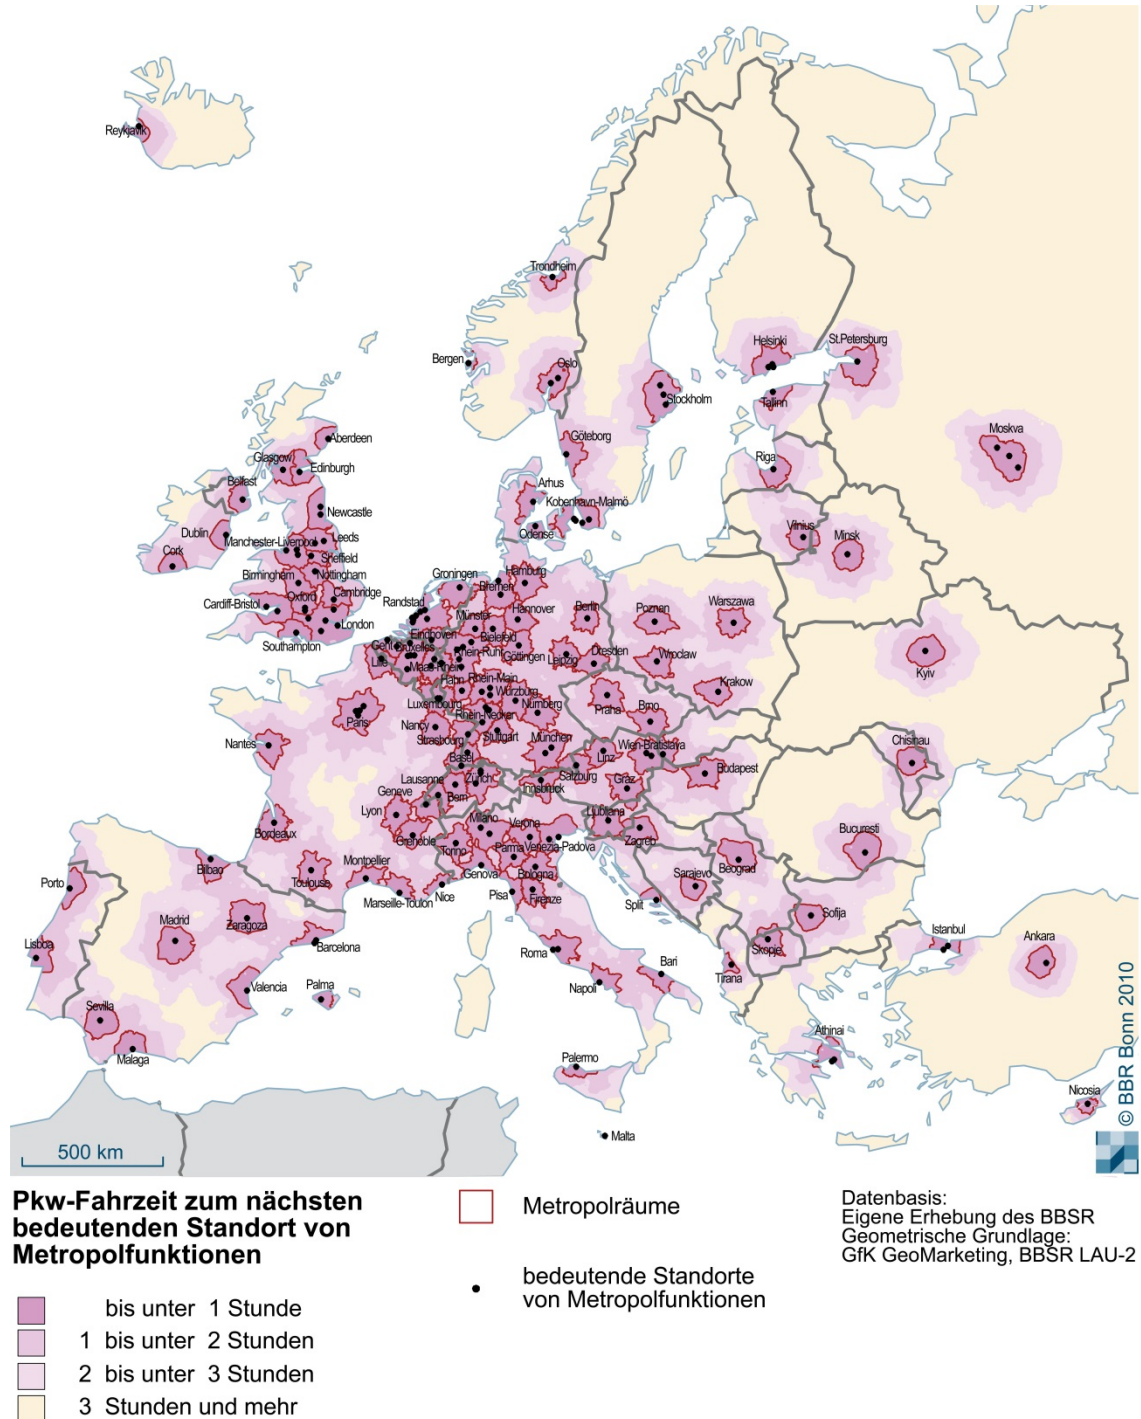 Reykjavik
Trondheim
Bergen
Oslo
Helsinki
St.Petersburg
Stockholm
Tallinn
Göteborg
Moskva
Riga
Aberdeen
Glasgow
Edinburgh
Belfast
Arhus
Kobenhavn-Malmö
Odense
Vilnius
Minsk
Newcastle
Dublin
Manchester-Liverpool
Leeds
Cork
Sheffield
Birmingham
Nottingham
Groningen
Hamburg
Bremen
Cardiff-Bristol
Oxford
Cambridge
Randstad
Münster
Hannover
Berlin
Poznan
Warszawa
London
Southampton
Eindhoven
Bielefeld
Gent
Bruxelles
Rhein-Ruhr
Göttingen
Leipzig
Dresden
Wroclaw
Kyiv
Lille
Maas-Rhein
Hahn
Rhein-Main
Krakow
Luxembourg
Würzburg
Praha
Brno
Paris
Rhein-Neckar
Nürnberg
Nancy
Strasbourg
Stuttgart
München
Wien-Bratislava
Chisinau
Nantes
Basel
Linz
Lausanne
Zürich
Salzburg
Budapest
Geneve
Bern
Innsbruck
Graz
Lyon
Ljubljana
Milano
Verona
Zagreb
Bucuresti
Bordeaux
Grenoble
Torino
Parma
Venezia-Padova
Beograd
Bilbao
Toulouse
Montpellier
Genova
Bologna
Sarajevo
Porto
Marseille-Toulon
Nice
Pisa
Firenze
Split
Sofija
Madrid
Zaragoza
Barcelona
Skopje
Istanbul
Ankara
Lisboa
Roma
Bari
Tirana
Valencia
Palma
Napoli
Sevilla
Malaga
Palermo
Athinai
Nicosia
Malta
500 km
© BBR Bonn 2010
Pkw-Fahrzeit zum nächsten
bedeutenden Standort von
Metropolfunktionen
bis unter 1 Stunde
1 bis unter 2 Stunden
2 bis unter 3 Stunden
3 Stunden und mehr
Metropolräume
bedeutende Standorte
von Metropolfunktionen
Datenbasis:
Eigene Erhebung des BBSR
Geometrische Grundlage:
GfK GeoMarketing, BBSR LAU-2